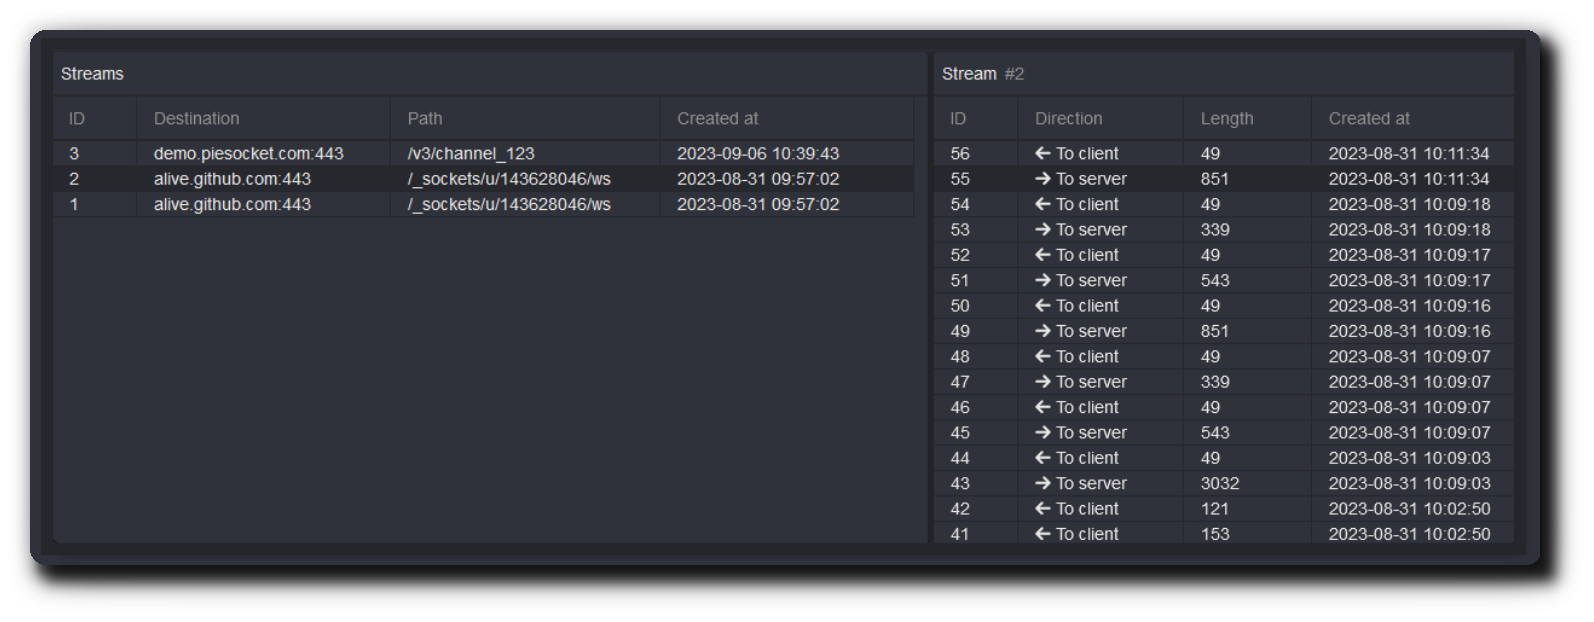 Streams
ID Destination Path Created at
3 demo.piesocket.com:443 /v3/channel_123 2023-09-06 10:39:43
2 alive.github.com:443 /_sockets/u/143628046/ws 2023-08-31 09:57:02
1 alive.github.com:443 /_sockets/u/143628046/ws 2023-08-31 09:57:02
Stream #2
ID Direction Length Created at
56 ← To client 49 2023-08-31 10:11:34
55 → To server 851 2023-08-31 10:11:34
54 ← To client 49 2023-08-31 10:09:18
53 → To server 339 2023-08-31 10:09:18
52 ← To client 49 2023-08-31 10:09:17
51 → To server 543 2023-08-31 10:09:17
50 ← To client 49 2023-08-31 10:09:16
49 → To server 851 2023-08-31 10:09:16
48 ← To client 49 2023-08-31 10:09:07
47 → To server 339 2023-08-31 10:09:07
46 ← To client 49 2023-08-31 10:09:07
45 → To server 543 2023-08-31 10:09:07
44 ← To client 49 2023-08-31 10:09:03
43 → To server 3032 2023-08-31 10:09:03
42 ← To client 121 2023-08-31 10:02:50
41 ← To client 153 2023-08-31 10:02:50